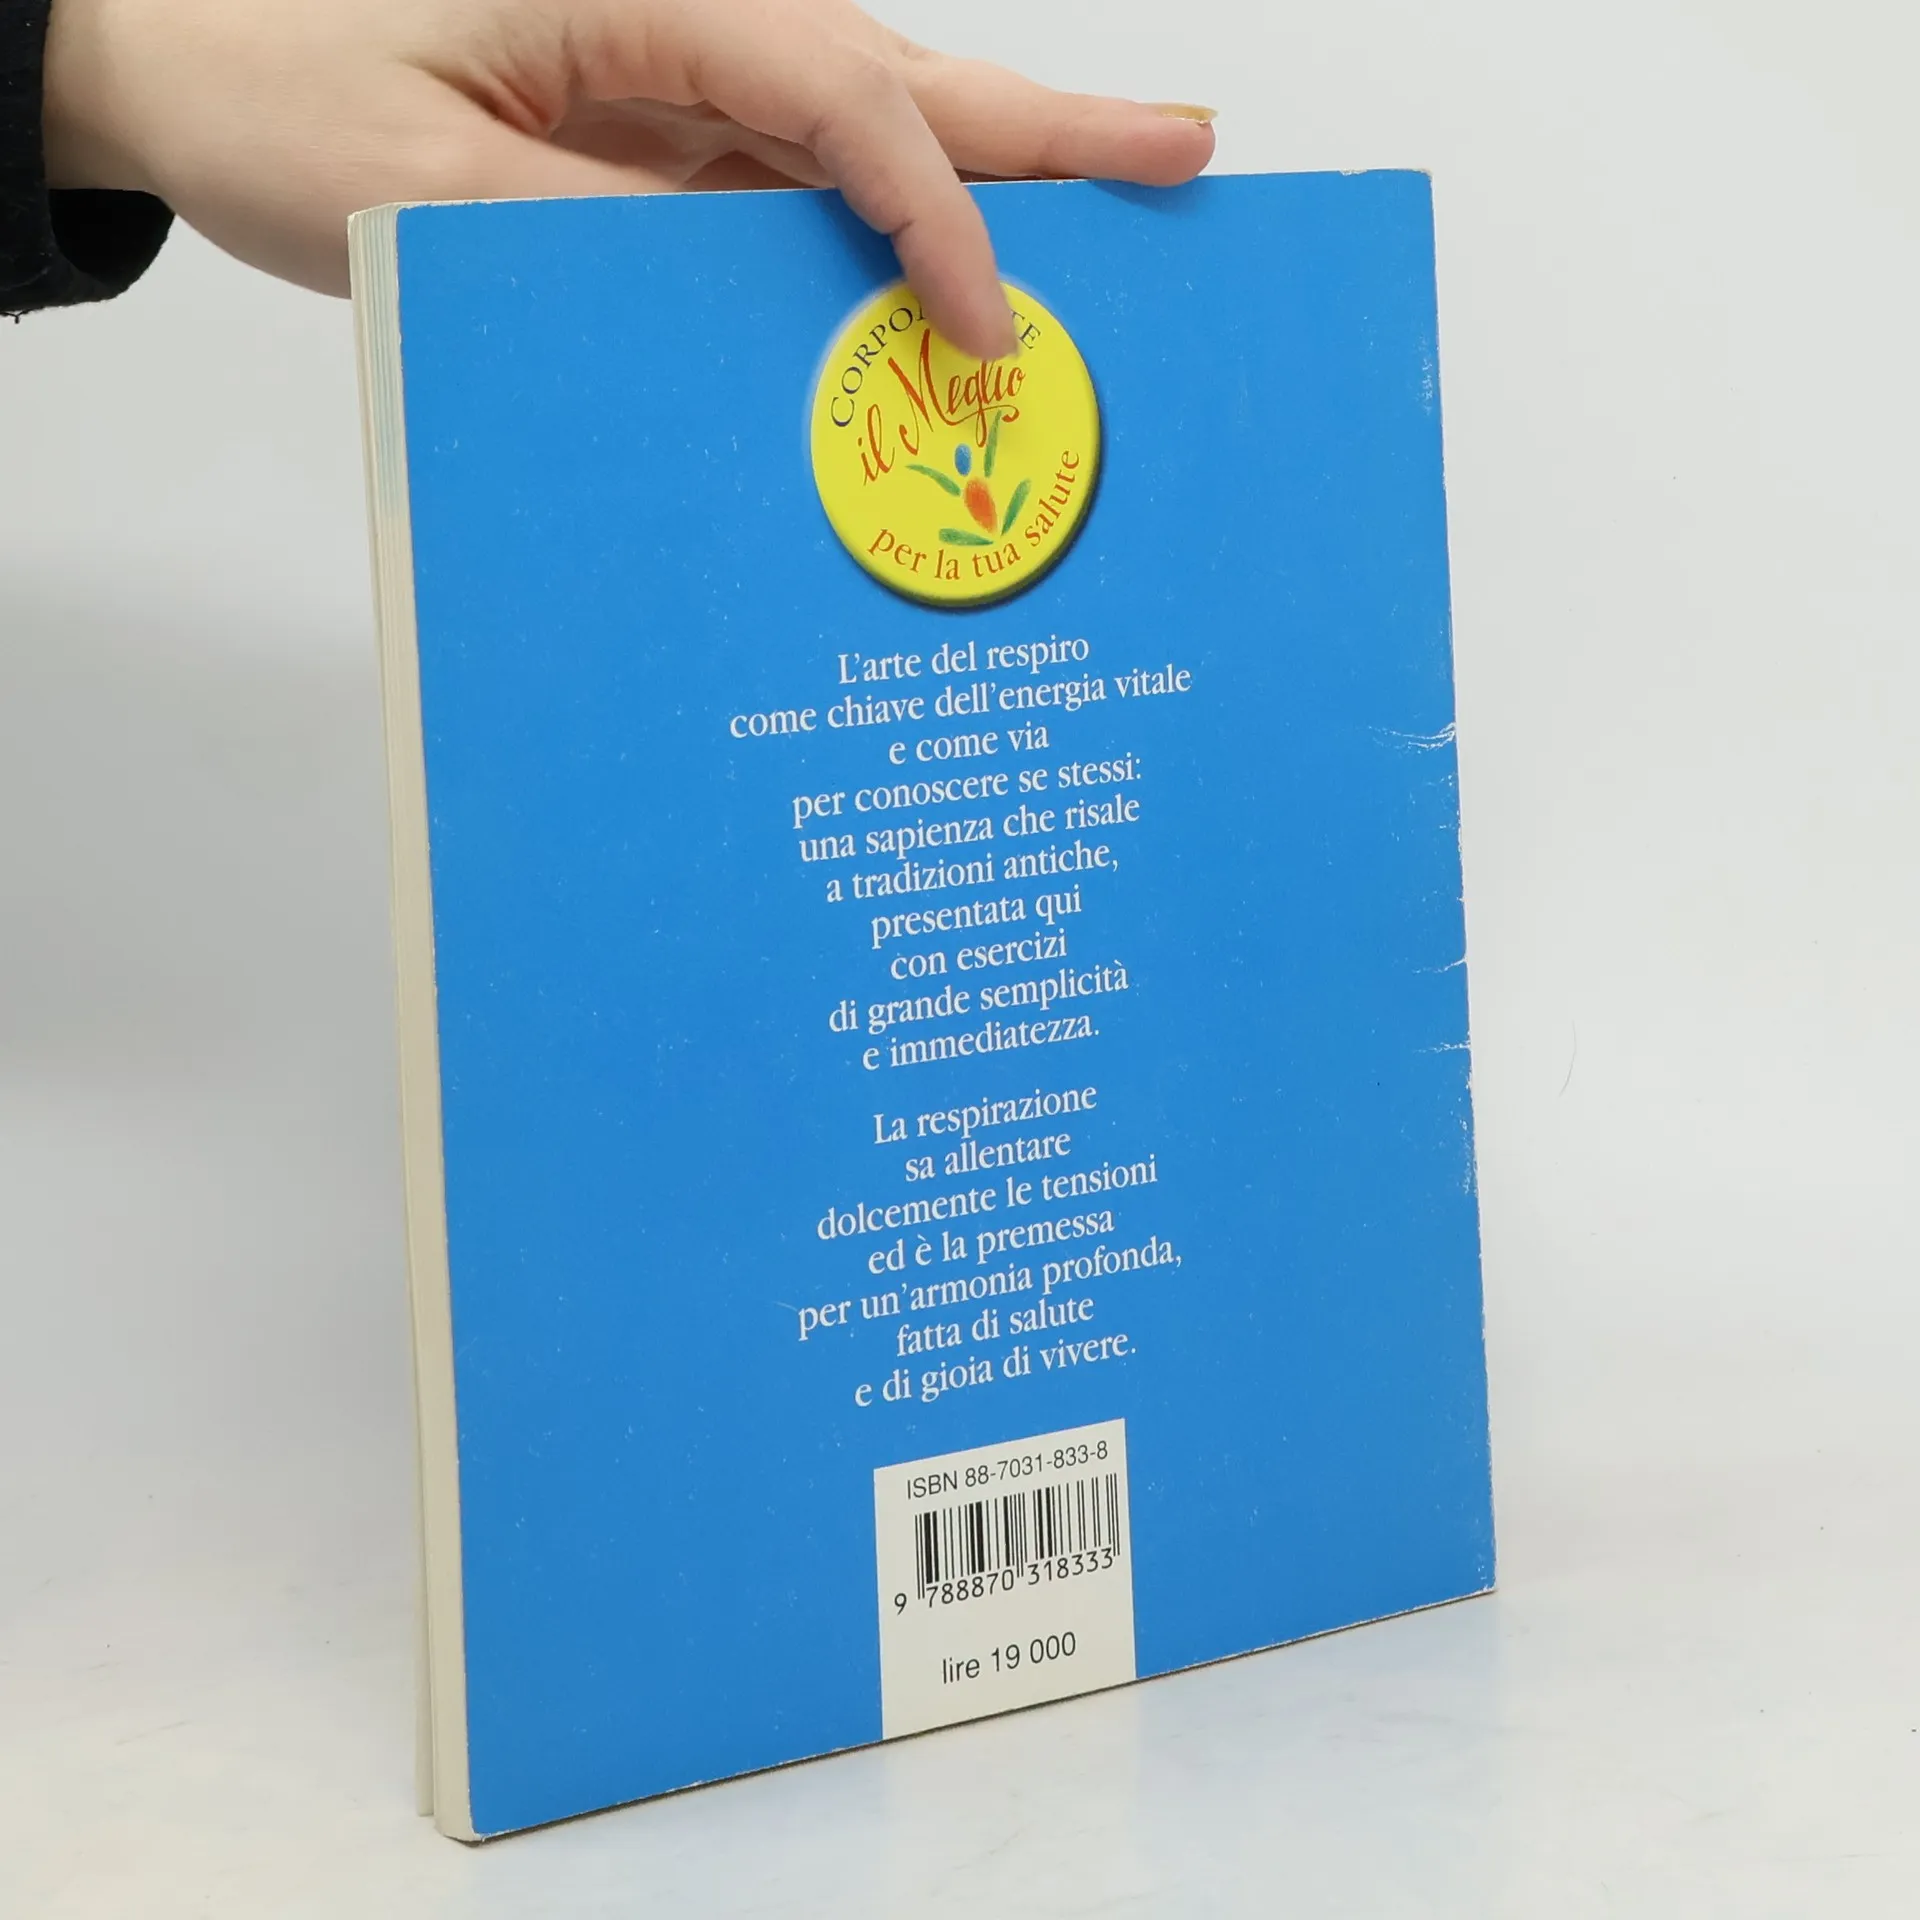 il Meglio
per la tua salute
L'arte del respiro
come chiave dell'energia vitale
e come via
per conoscere se stessi:
una sapienza che risale
a tradizioni antiche,
presentata qui
con esercizi
di grande semplicità
e immediatezza.
La respirazione
sa allentare
dolcemente le tensioni
ed è la premessa
per un'armonia profonda,
fatta di salute
e di gioia di vivere.
ISBN 88-7031-833-8
9 788870 318333
lire 19 000